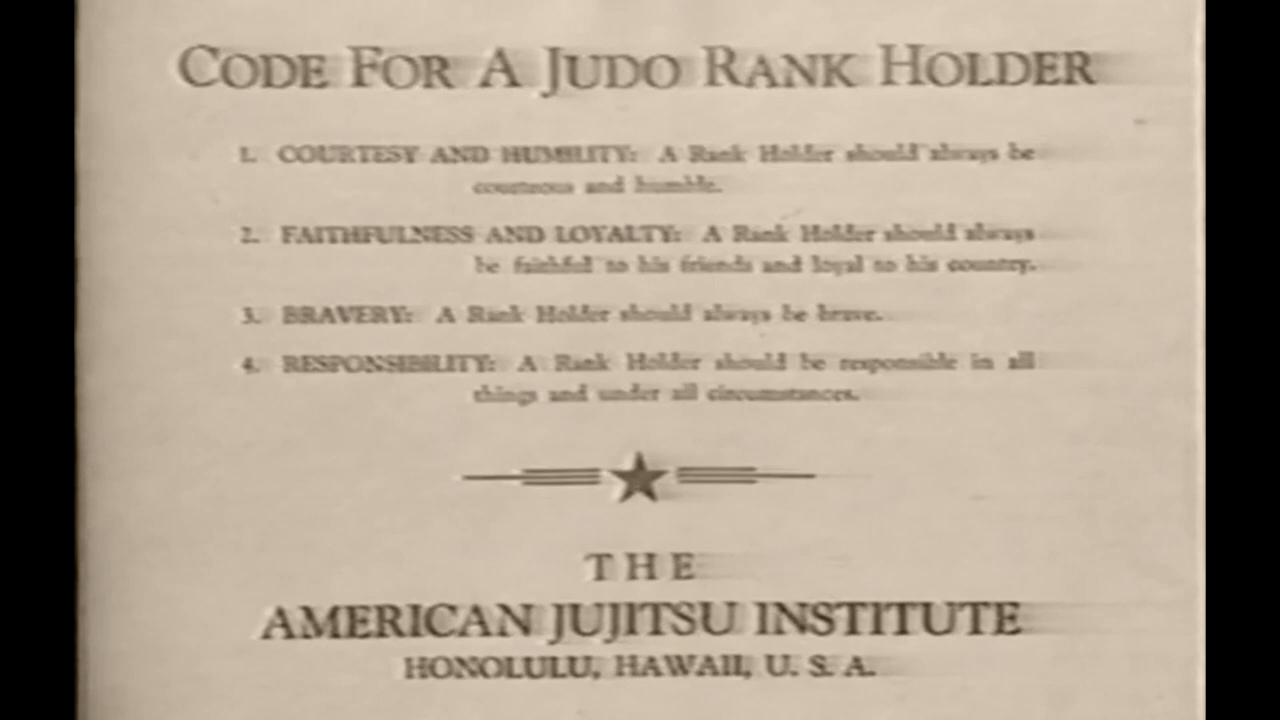 CODE FOR A JUDO RANK HOLDER
1. COURTESY AND HUMILITY: A Rank Holder should always be
courteous and humble.
2. FAITHFULNESS AND LOYALTY: A Rank Holder should always
be faithful to his friends and loyal to his country.
3. BRAVERY: A Rank Holder should always be brave.
4. RESPONSIBILITY: A Rank Holder should be responsible in all
things and under all circumstances.
THE
AMERICAN JUJITSU INSTITUTE
HONOLULU, HAWAII, U. S. A.